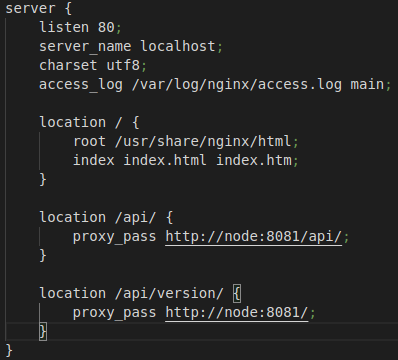 server {
    listen 80;
    server_name localhost;
    charset utf8;
    access_log /var/log/nginx/access.log main;

    location / {
        root /usr/share/nginx/html;
        index index.html index.htm;
    }

    location /api/ {
        proxy_pass http://node:8081/api/;
    }

    location /api/version/ {
        proxy_pass http://node:8081/;
    }
}